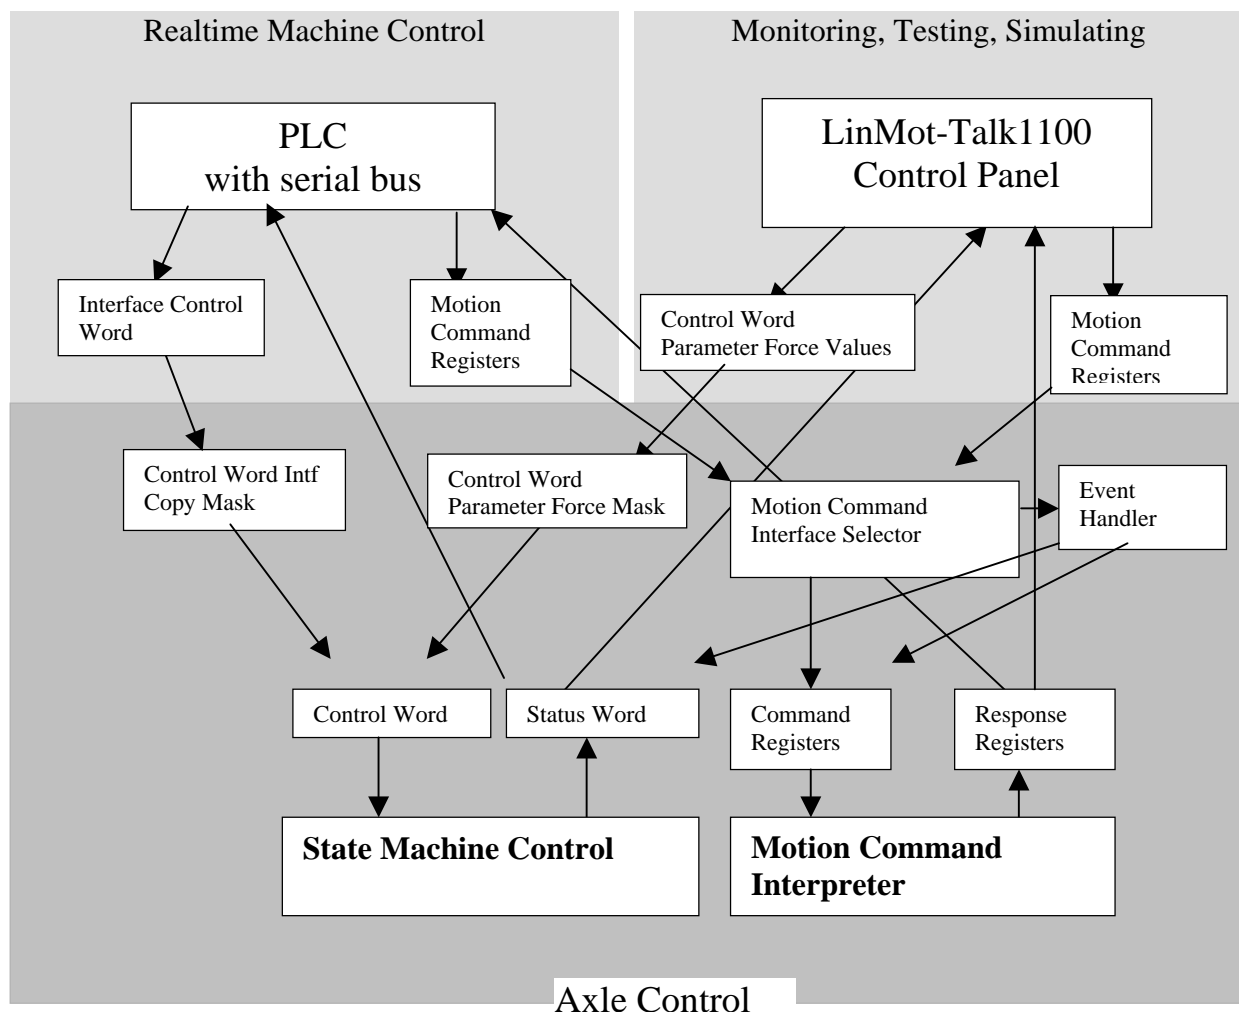 Realtime Machine Control
Monitoring, Testing, Simulating
PLC
with serial bus
LinMot-Talk1100
Control Panel
Interface Control
Word
Motion
Command
Registers
Control Word
Parameter Force Values
Motion
Command
Registers
Control Word Intf
Copy Mask
Control Word
Parameter Force Mask
Motion Command
Interface Selector
Event
Handler
Control Word
Status Word
Command
Registers
Response
Registers
State Machine Control
Motion Command
Interpreter
Axle Control